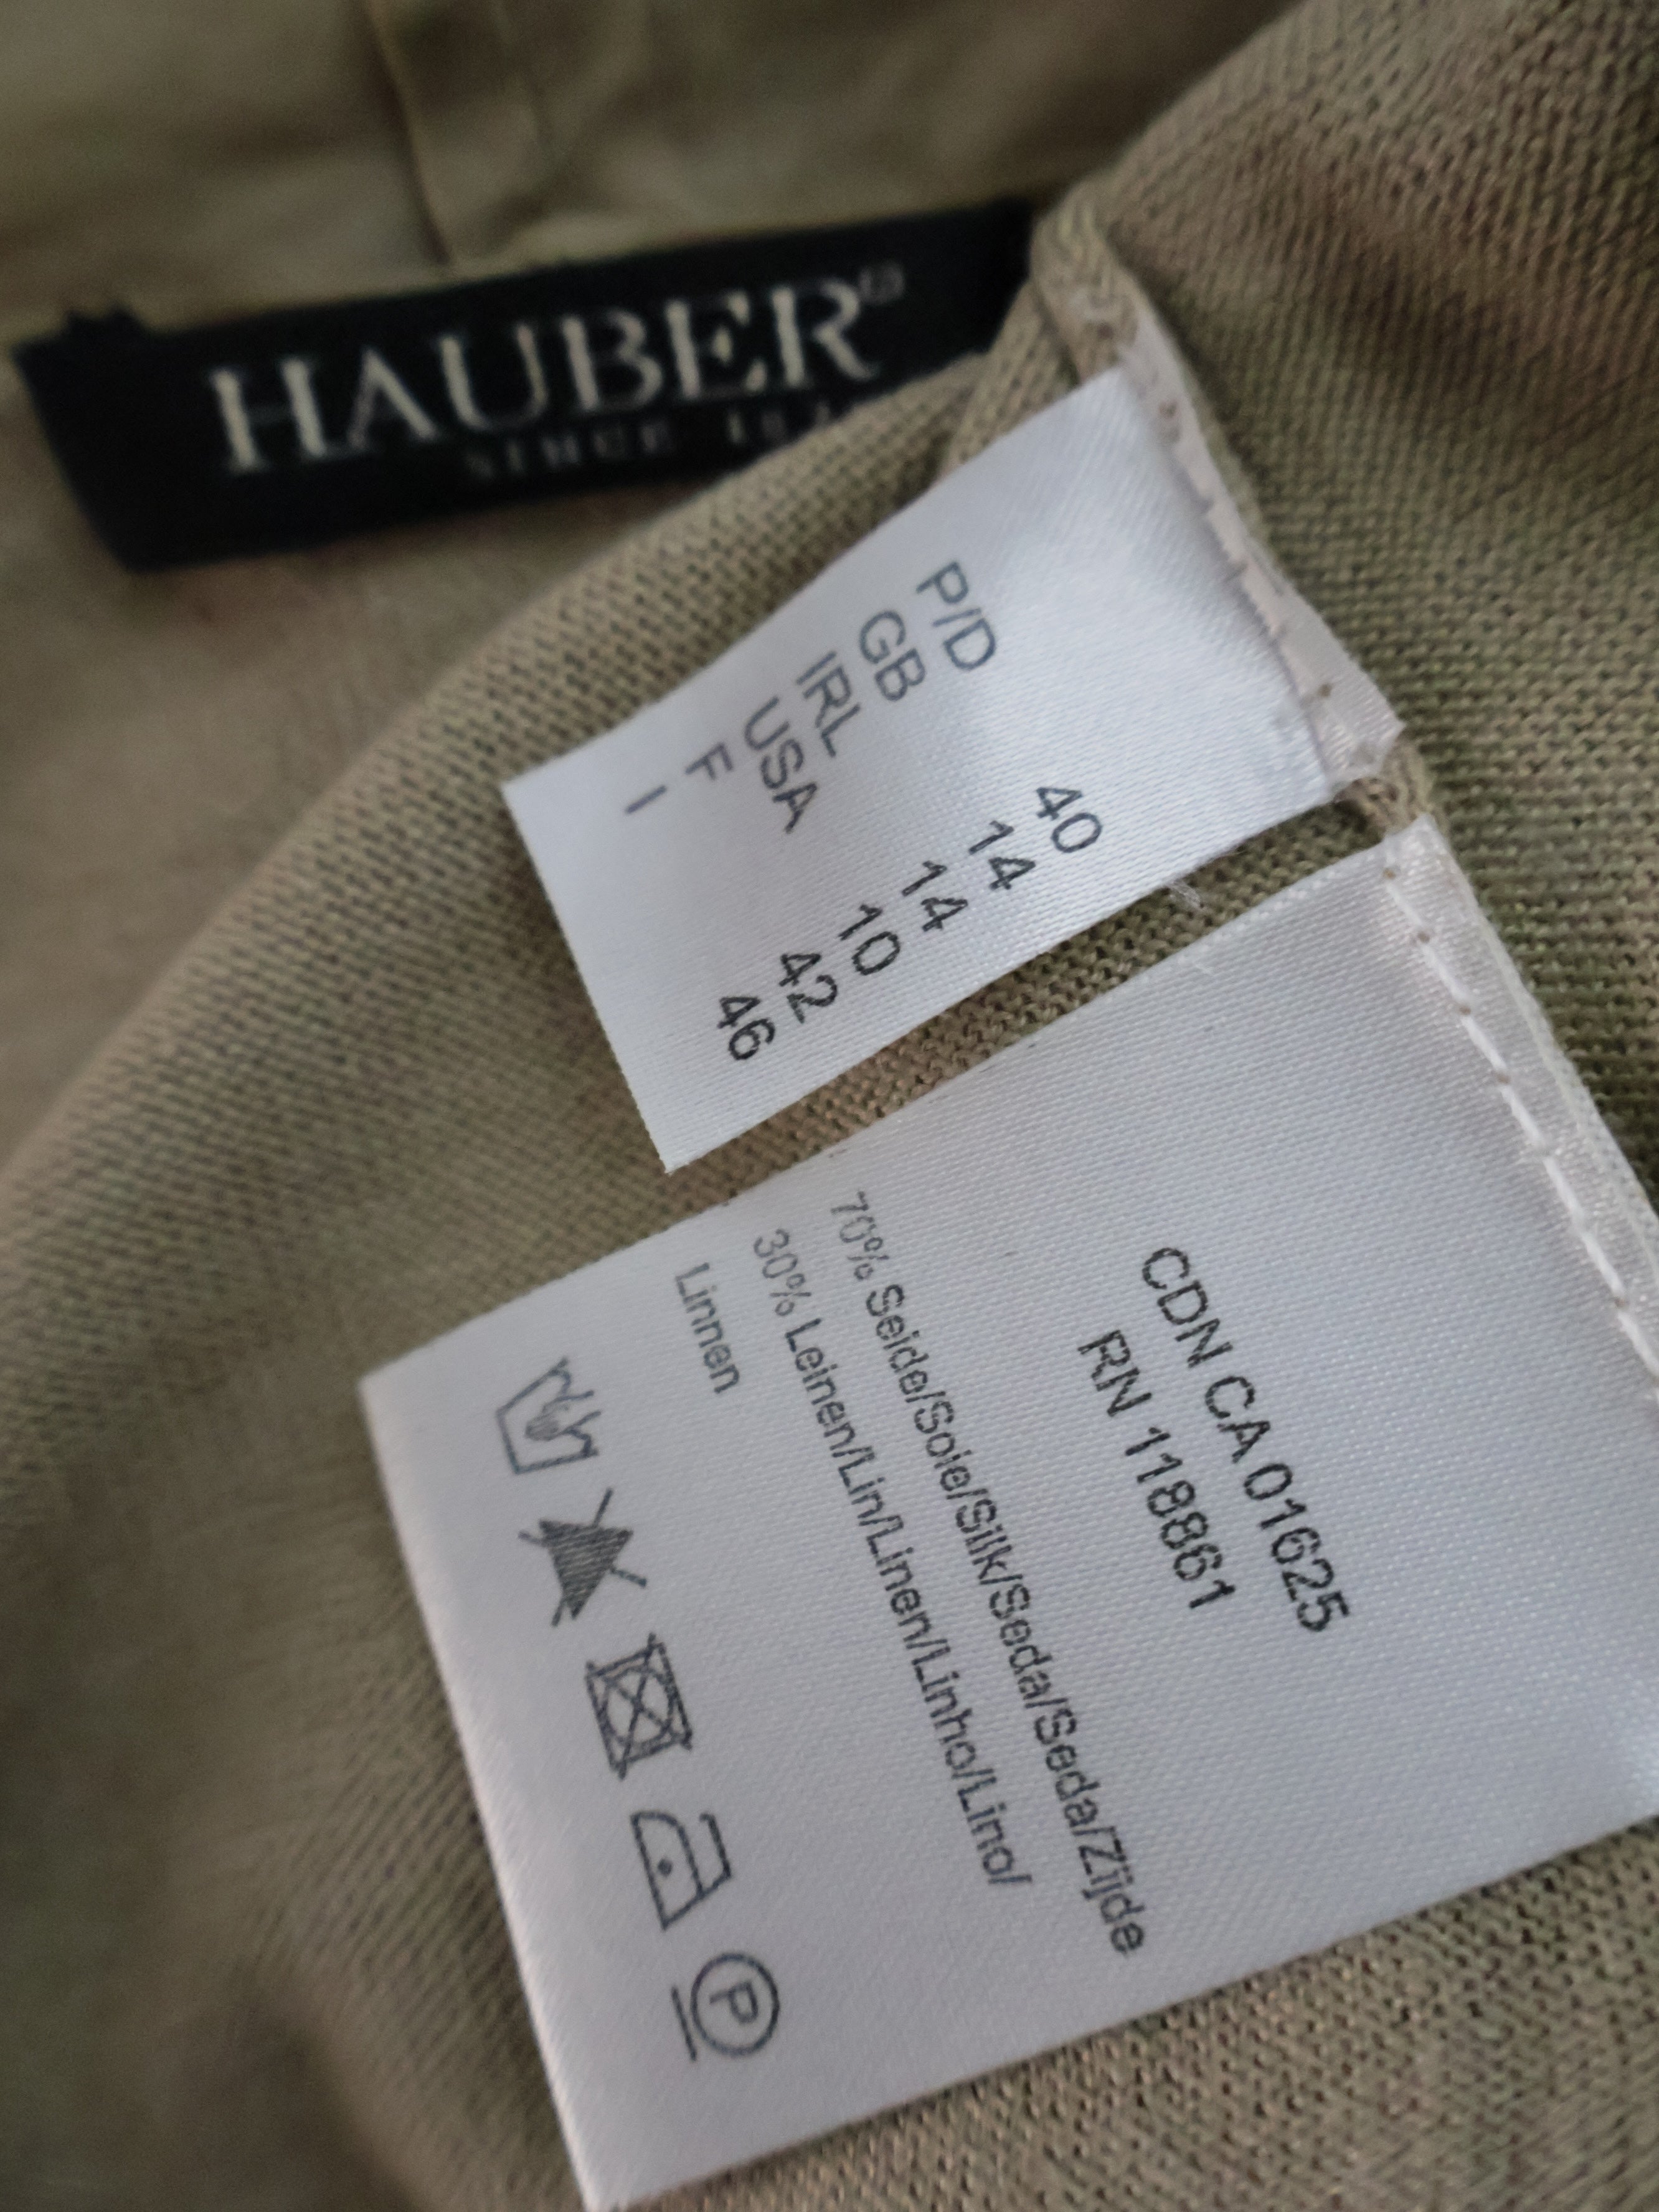 HAUBER®
SINCE
P/D 40
GB 14
IRL 14
USA 10
F 42
I 46
CDN CA 01625
RN 118861
70% Seide/Soie/Silk/Seda/Seda/Zijde
30% Leinen/Lin/Linen/Linho/Lino/
Linnen
P